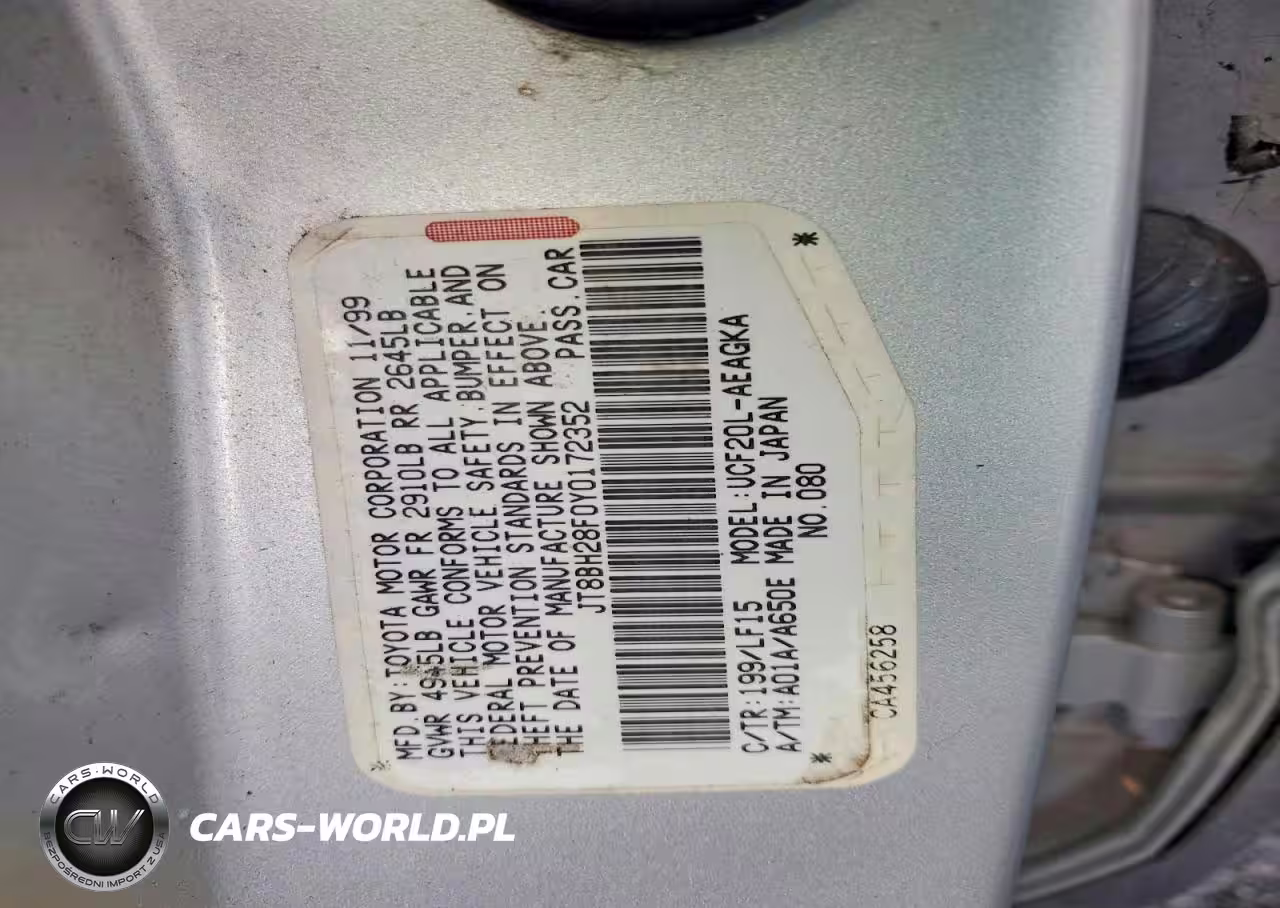 MFD.BY:TOYOTA MOTOR CORPORATION 11/99
GVWR 4945LB GAWR FR 2910LB RR 2645LB
THIS VEHICLE CONFORMS TO ALL APPLICABLE
FEDERAL MOTOR VEHICLE SAFETY,BUMPER,AND
THEFT PREVENTION STANDARDS IN EFFECT ON
THE DATE OF MANUFACTURE SHOWN ABOVE.
JT8BH28F0Y0172352 PASS.CAR
C/TR:199/LF15 MODEL:UCF20L-AEAGKA
A/TM:A01A/A650E MADE IN JAPAN
NO.080
CA456258
CARS-WORLD
CW
BEZPOŚREDNI IMPORT Z USA
CARS-WORLD.PL